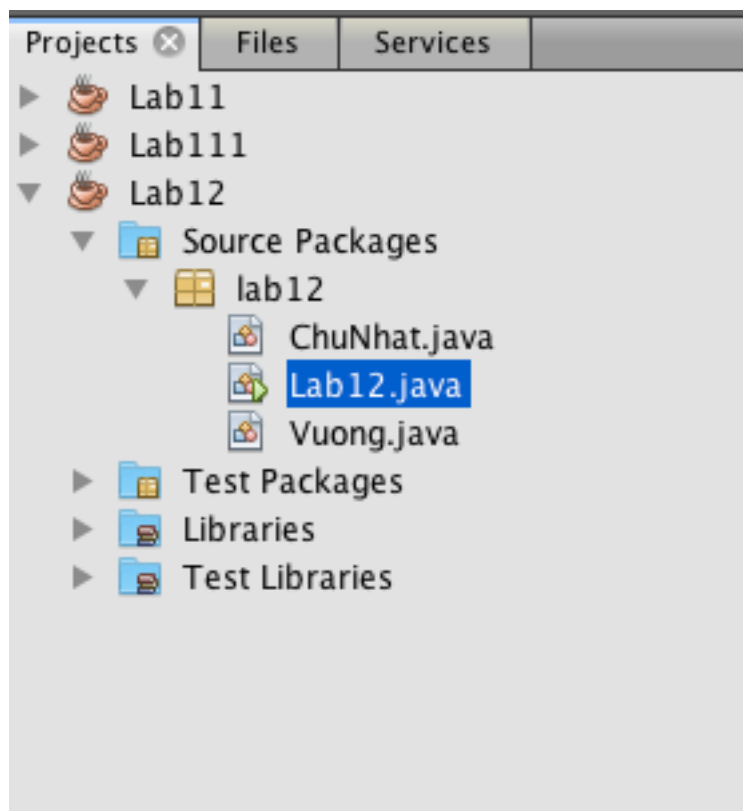 Projects Files Services
Lab11
Lab111
Lab12
Source Packages
lab12
ChuNhat.java
Lab12.java
Vuong.java
Test Packages
Libraries
Test Libraries